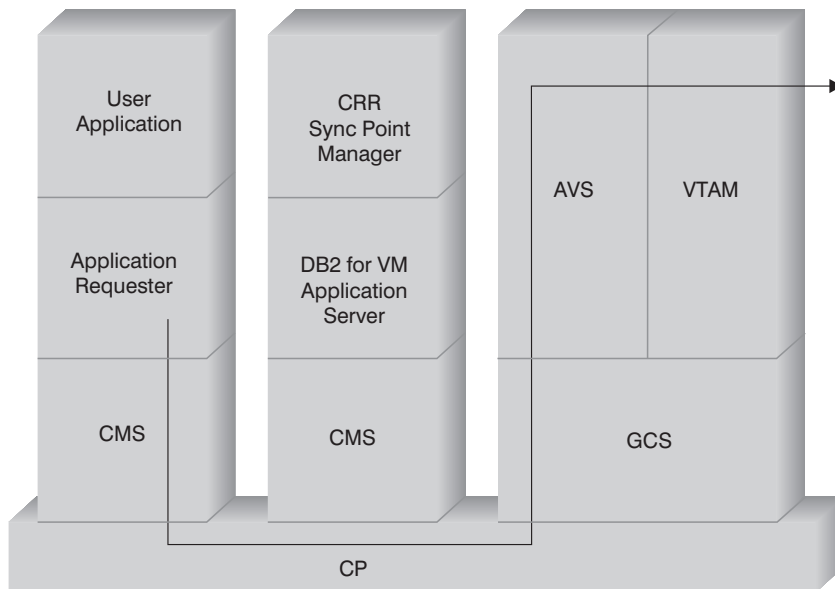 User
Application
Application
Requester
CMS
CRR
Sync Point
Manager
DB2 for VM
Application
Server
CMS
AVS
VTAM
GCS
CP